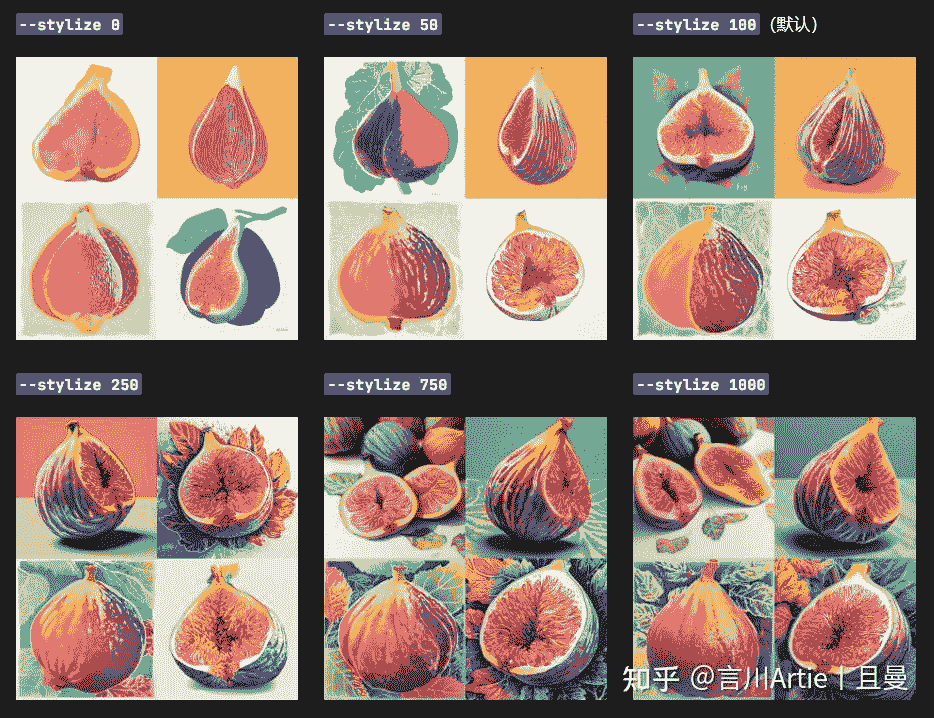 --stylize 0
--stylize 50
--stylize 100 (默认)
--stylize 250
--stylize 750
--stylize 1000
知乎 @言川Artie丨且曼